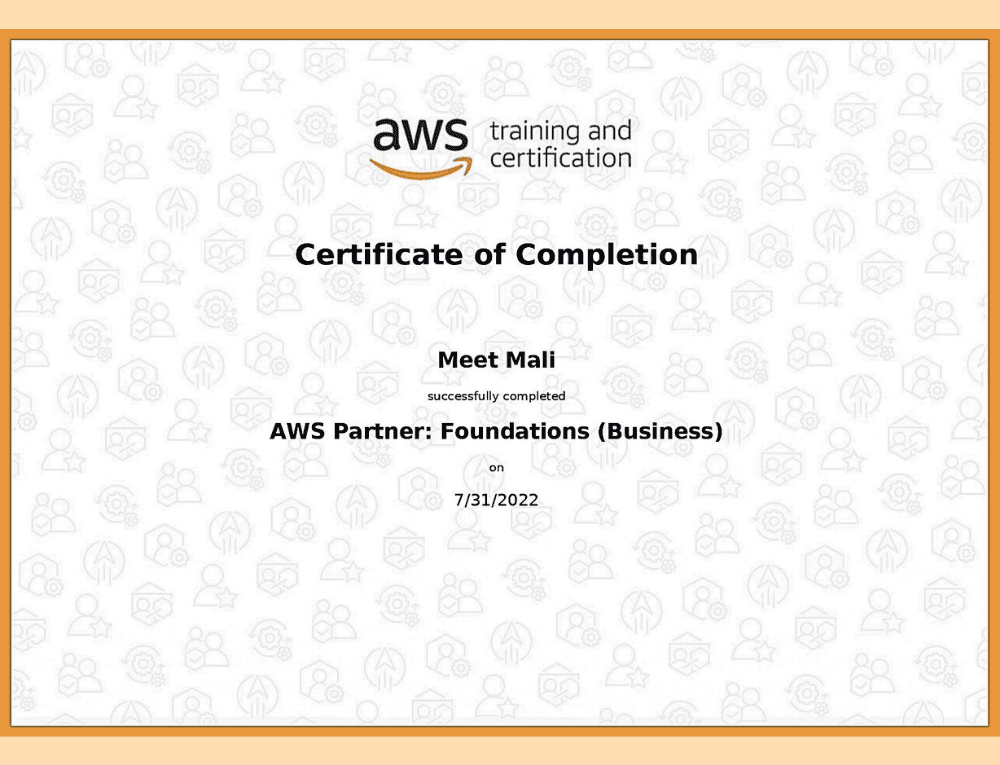 aws training and
certification
Certificate of Completion
Meet Mali
successfully completed
AWS Partner: Foundations (Business)
on
7/31/2022